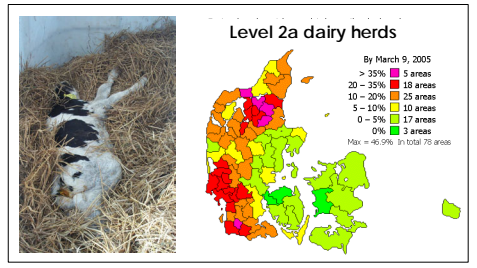 Level 2a dairy herds
By March 9, 2005
> 35% 5 areas
20 – 35% 18 areas
10 – 20% 25 areas
5 – 10% 10 areas
0 – 5% 17 areas
0% 3 areas
Max = 46.9% In total 78 areas